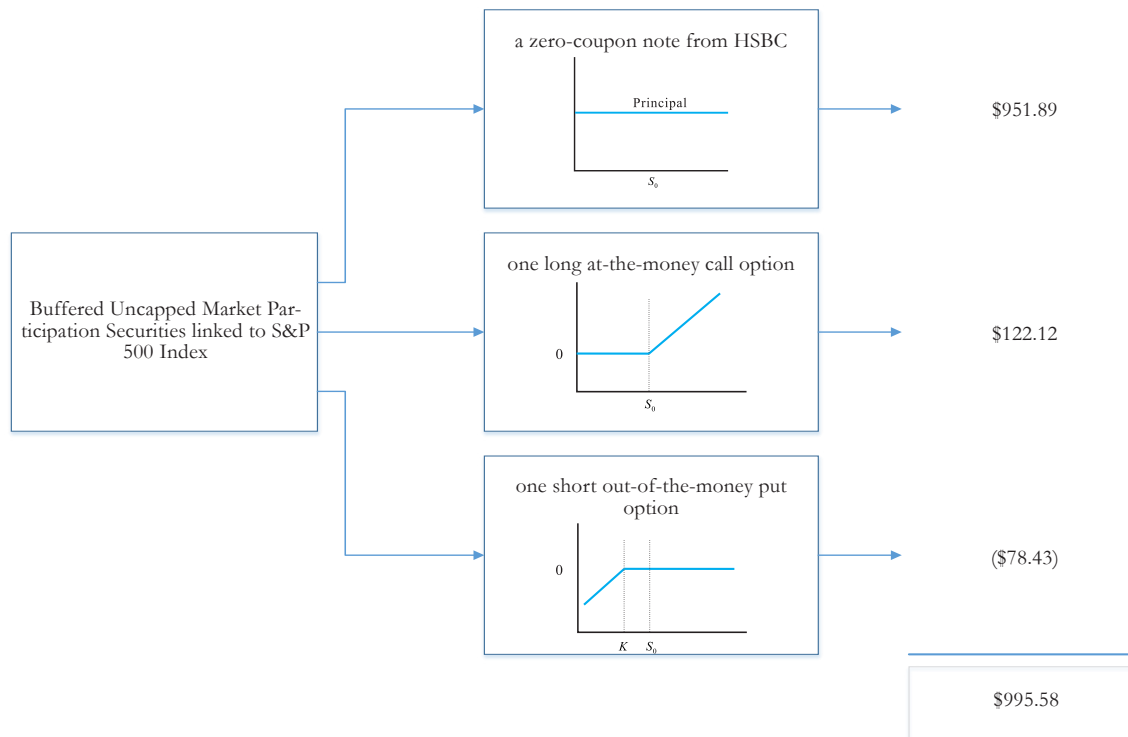 a zero-coupon note from HSBC
Principal
S₀
$951.89
Buffered Uncapped Market Par-
ticipation Securities linked to S&P
500 Index
one long at-the-money call option
0
S₀
$122.12
one short out-of-the-money put
option
0
K S₀
($78.43)
$995.58